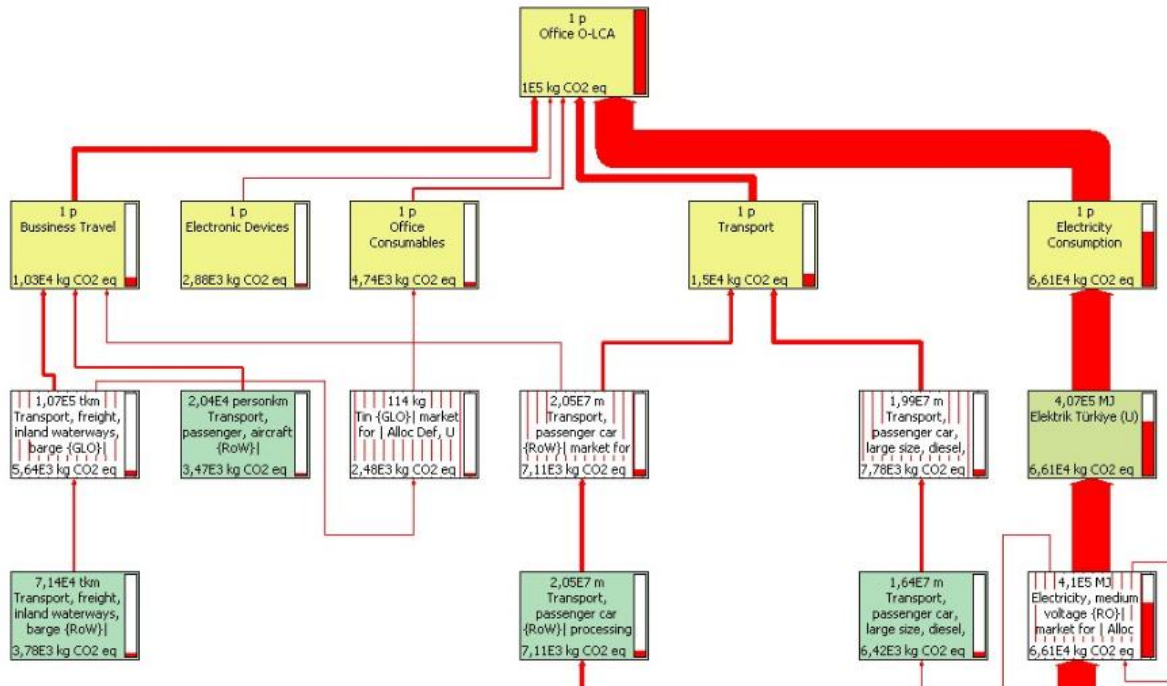 1 p
Office O-LCA
1E5 kg CO2 eq
1 p
Bussiness Travel
1,03E4 kg CO2 eq
1 p
Electronic Devices
2,88E3 kg CO2 eq
1 p
Office
Consumables
4,74E3 kg CO2 eq
1 p
Transport
1,5E4 kg CO2 eq
1 p
Electricity
Consumption
6,61E4 kg CO2 eq
1,07E5 tkm
Transport, freight,
inland waterways,
barge {GLO}|
5,64E3 kg CO2 eq
2,04E4 personkm
Transport,
passenger, aircraft
{RoW}|
3,47E3 kg CO2 eq
114 kg
Tin {GLO}| market
for | Alloc Def, U
2,48E3 kg CO2 eq
2,05E7 m
Transport,
passenger car
{RoW}| market for
7,11E3 kg CO2 eq
1,99E7 m
Transport,
passenger car,
large size, diesel,
7,78E3 kg CO2 eq
4,07E5 MJ
Elektrik Türkiye (U)
6,61E4 kg CO2 eq
7,14E4 tkm
Transport, freight,
inland waterways,
barge {RoW}|
3,78E3 kg CO2 eq
2,05E7 m
Transport,
passenger car
{RoW}| processing
7,11E3 kg CO2 eq
1,64E7 m
Transport,
passenger car,
large size, diesel,
6,42E3 kg CO2 eq
4,1E5 MJ
Electricity, medium
voltage {RO}|
market for | Alloc
6,61E4 kg CO2 eq